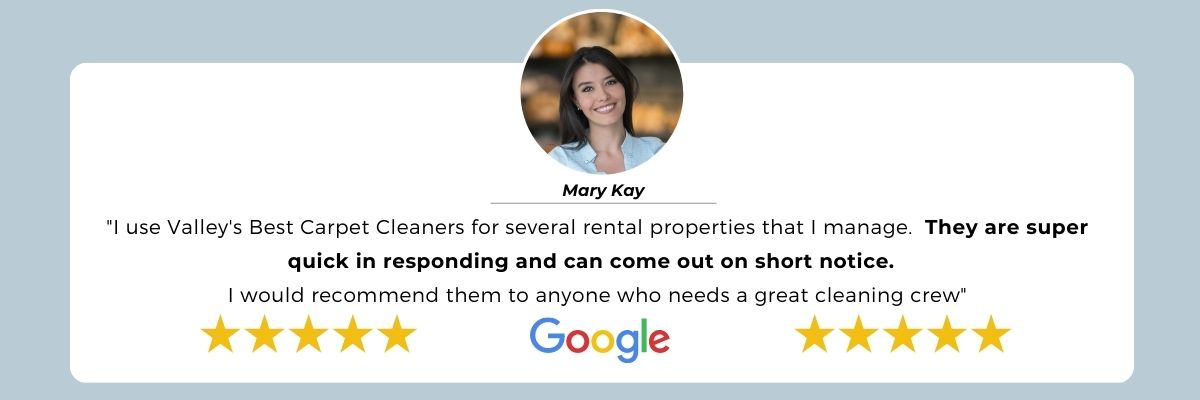 Mary Kay
"I use Valley's Best Carpet Cleaners for several rental properties that I manage.  They are super
quick in responding and can come out on short notice.
I would recommend them to anyone who needs a great cleaning crew"
Google